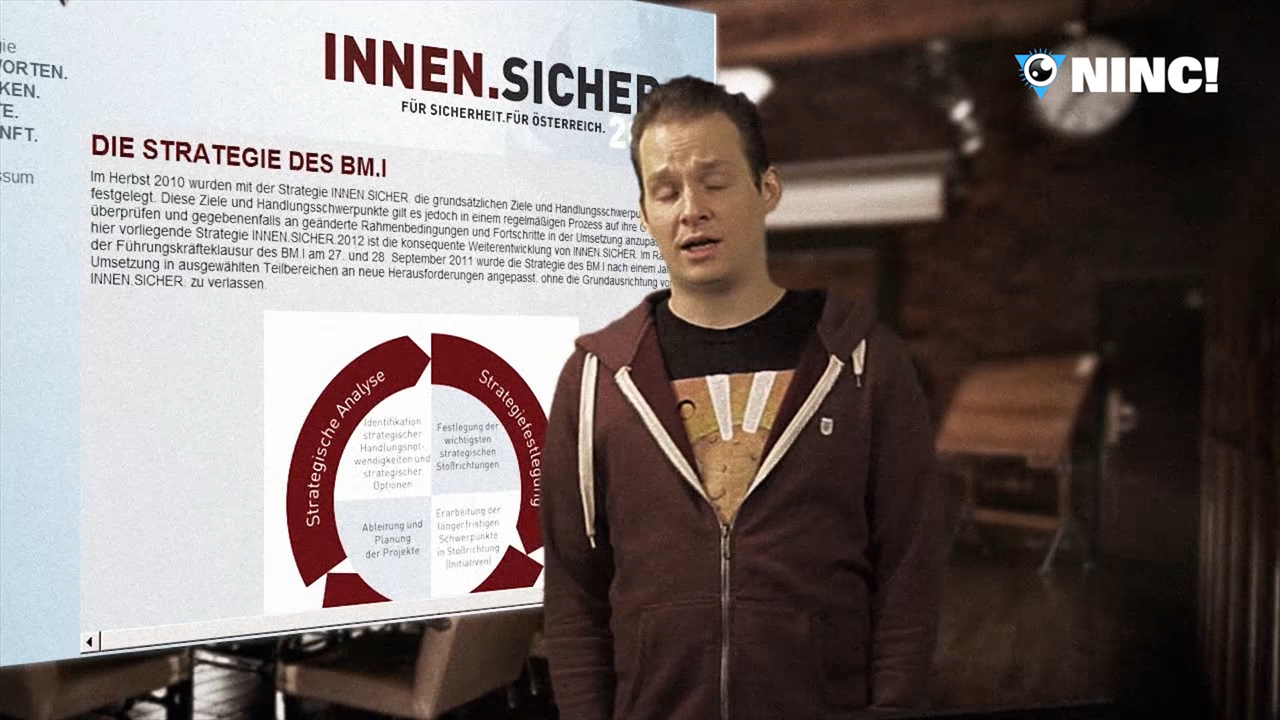 NINC!
INNEN.SICHER
FÜR SICHERHEIT.FÜR ÖSTERREICH.
WORTEN.
KEN.
E.
NFT.
ssum
DIE STRATEGIE DES BM.I
Im Herbst 2010 wurden mit der Strategie INNEN.SICHER. die grundsätzlichen Ziele und Handlungsschwerpu
festgelegt. Diese Ziele und Handlungsschwerpunkte gilt es jedoch in einem regelmäßigen Prozess auf ihre
überprüfen und gegebenenfalls an geänderte Rahmenbedingungen und Fortschritte in der Umsetzung anzupa
hier vorliegende Strategie INNEN.SICHER.2012 ist die konsequente Weiterentwicklung von INNEN.SICHER. Im Ra
der Führungskräfteklausur des BM.I am 27. und 28. September 2011 wurde die Strategie des BM.I nach einem Jah
Umsetzung in ausgewählten Teilbereichen an neue Herausforderungen angepasst, ohne die Grundausrichtung vo
INNEN.SICHER. zu verlassen.
Strategische Analyse
Strategiefestlegung
Identifikation
strategischer
Handlungsnot-
wendigkeiten und
strategischer
Optionen
Festlegung der
wichtigsten
strategischen
Stoßrichtungen
Ableitung und
Planung
der Projekte
Erarbeitung der
längerfristigen
Schwerpunkte
in Stoßrichtung
(Initiativen)